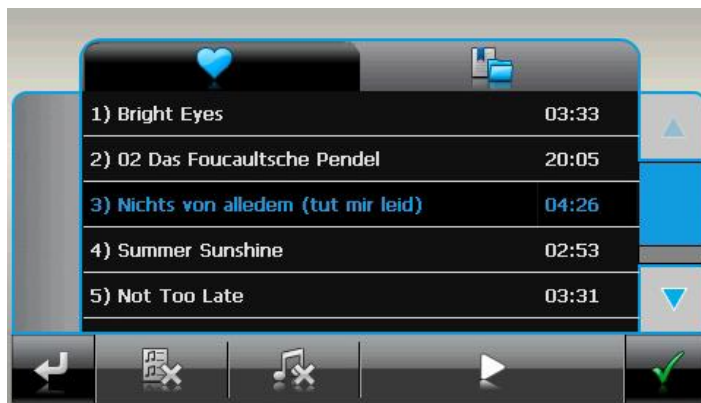 1) Bright Eyes 03:33
2) 02 Das Foucaultsche Pendel 20:05
3) Nichts von alledem (tut mir leid) 04:26
4) Summer Sunshine 02:53
5) Not Too Late 03:31